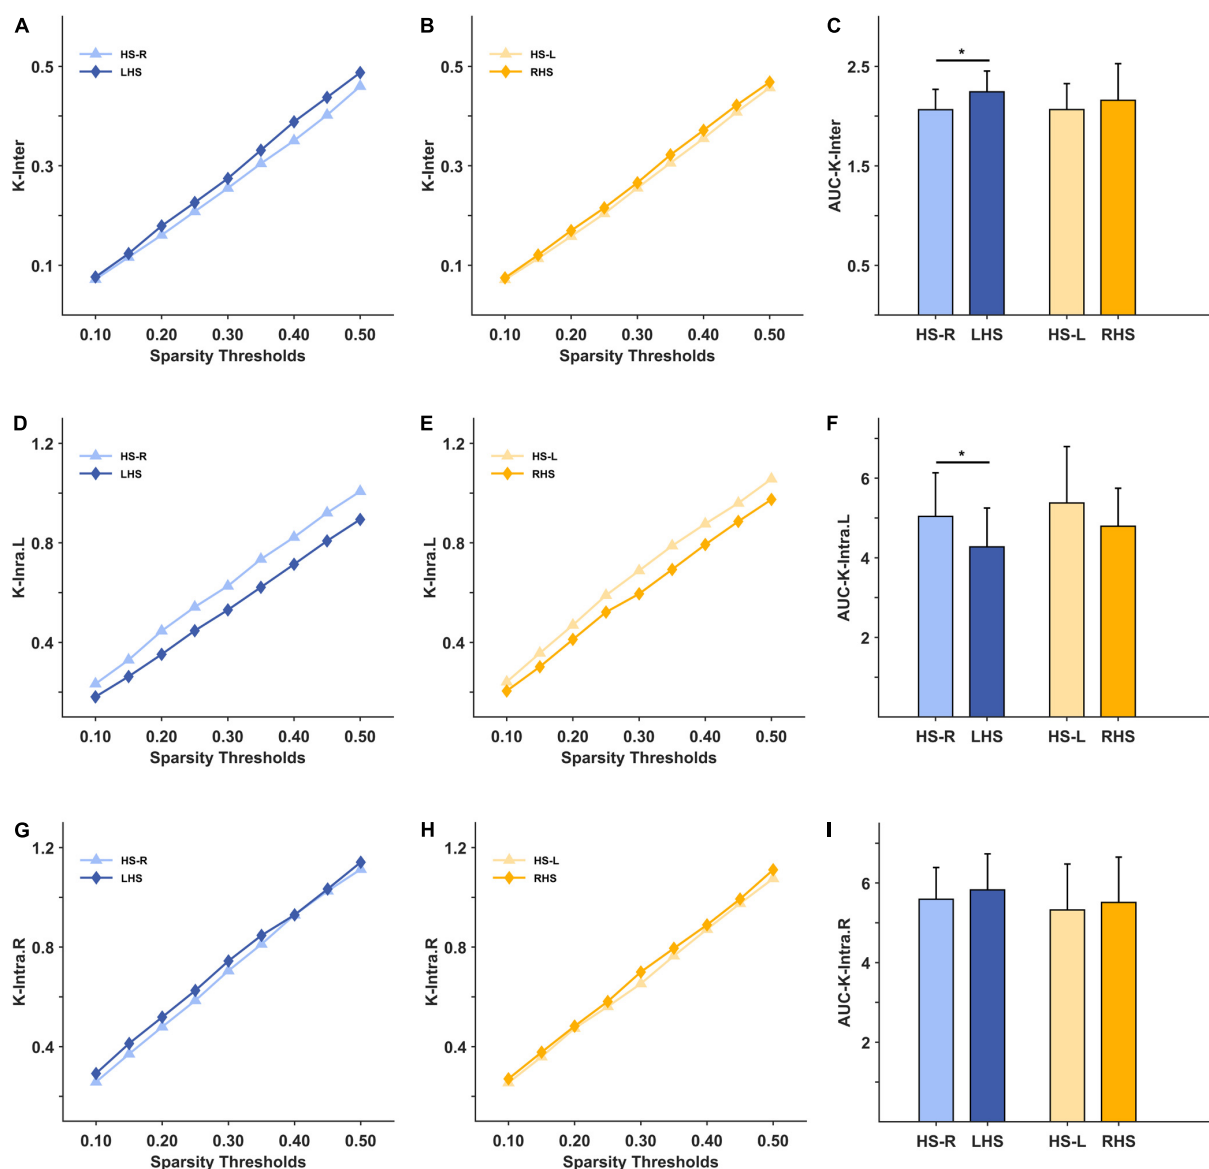 A
HS-R
LHS
0.5
0.3
0.1
K-Inter
0.10 0.20 0.30 0.40 0.50
Sparsity Thresholds
B
HS-L
RHS
0.5
0.3
0.1
K-Inter
0.10 0.20 0.30 0.40 0.50
Sparsity Thresholds
C
*
2.5
1.5
0.5
AUC-K-Inter
HS-R LHS HS-L RHS
D
HS-R
LHS
1.2
0.8
0.4
K-Inra.L
0.10 0.20 0.30 0.40 0.50
Sparsity Thresholds
E
HS-L
RHS
1.2
0.8
0.4
K-Inra.L
0.10 0.20 0.30 0.40 0.50
Sparsity Thresholds
F
*
6
4
2
AUC-K-Intra.L
HS-R LHS HS-L RHS
G
HS-R
LHS
1.2
0.8
0.4
K-Intra.R
0.10 0.20 0.30 0.40 0.50
Sparsity Thresholds
H
HS-L
RHS
1.2
0.8
0.4
K-Intra.R
0.10 0.20 0.30 0.40 0.50
Sparsity Thresholds
I
6
4
2
AUC-K-Intra.R
HS-R LHS HS-L RHS